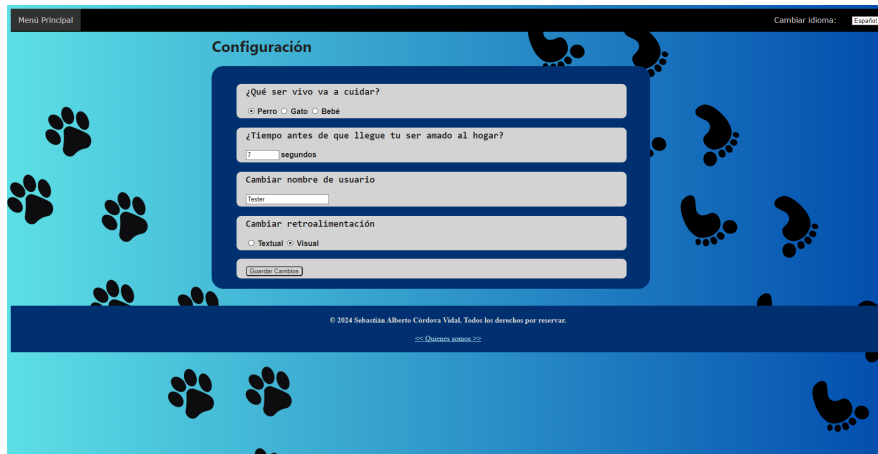 Menú Principal
Cambiar idioma:
Español
Configuración
¿Qué ser vivo va a cuidar?
Perro Gato Bebé
¿Tiempo antes de que llegue tu ser amado al hogar?
7 segundos
Cambiar nombre de usuario
Tester
Cambiar retroalimentación
Textual Visual
Guardar Cambios
© 2024 Sebastián Alberto Córdova Vidal. Todos los derechos por reservar.
<< Quienes somos >>